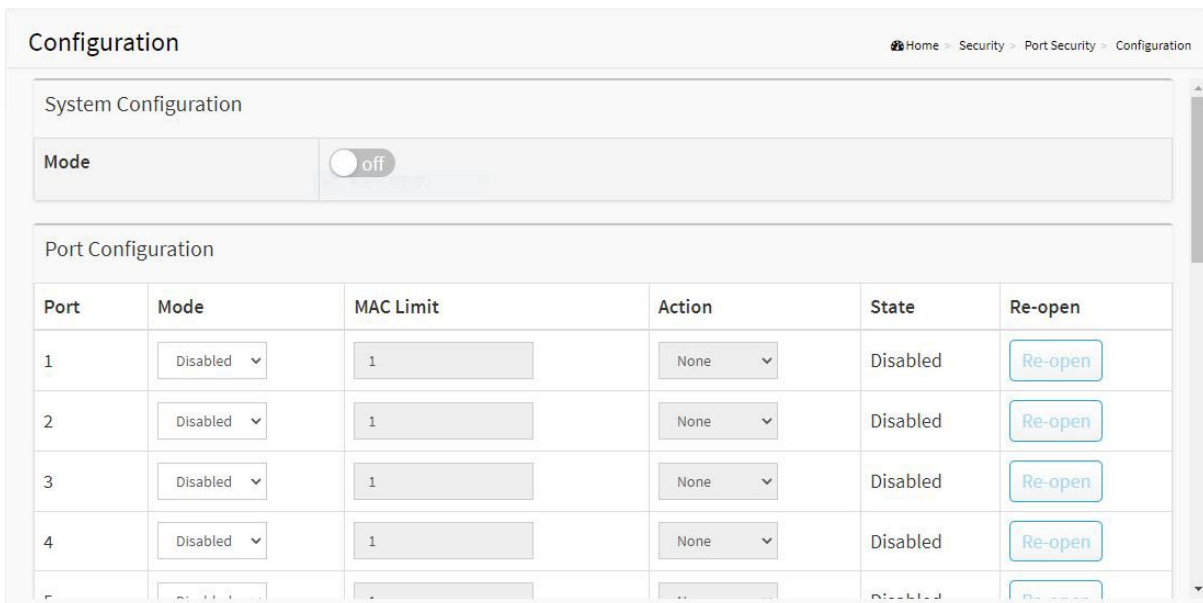 Configuration
Home > Security > Port Security > Configuration
System Configuration
Mode off
Port Configuration
Port Mode MAC Limit Action State Re-open
1 Disabled 1 None Disabled Re-open
2 Disabled 1 None Disabled Re-open
3 Disabled 1 None Disabled Re-open
4 Disabled 1 None Disabled Re-open